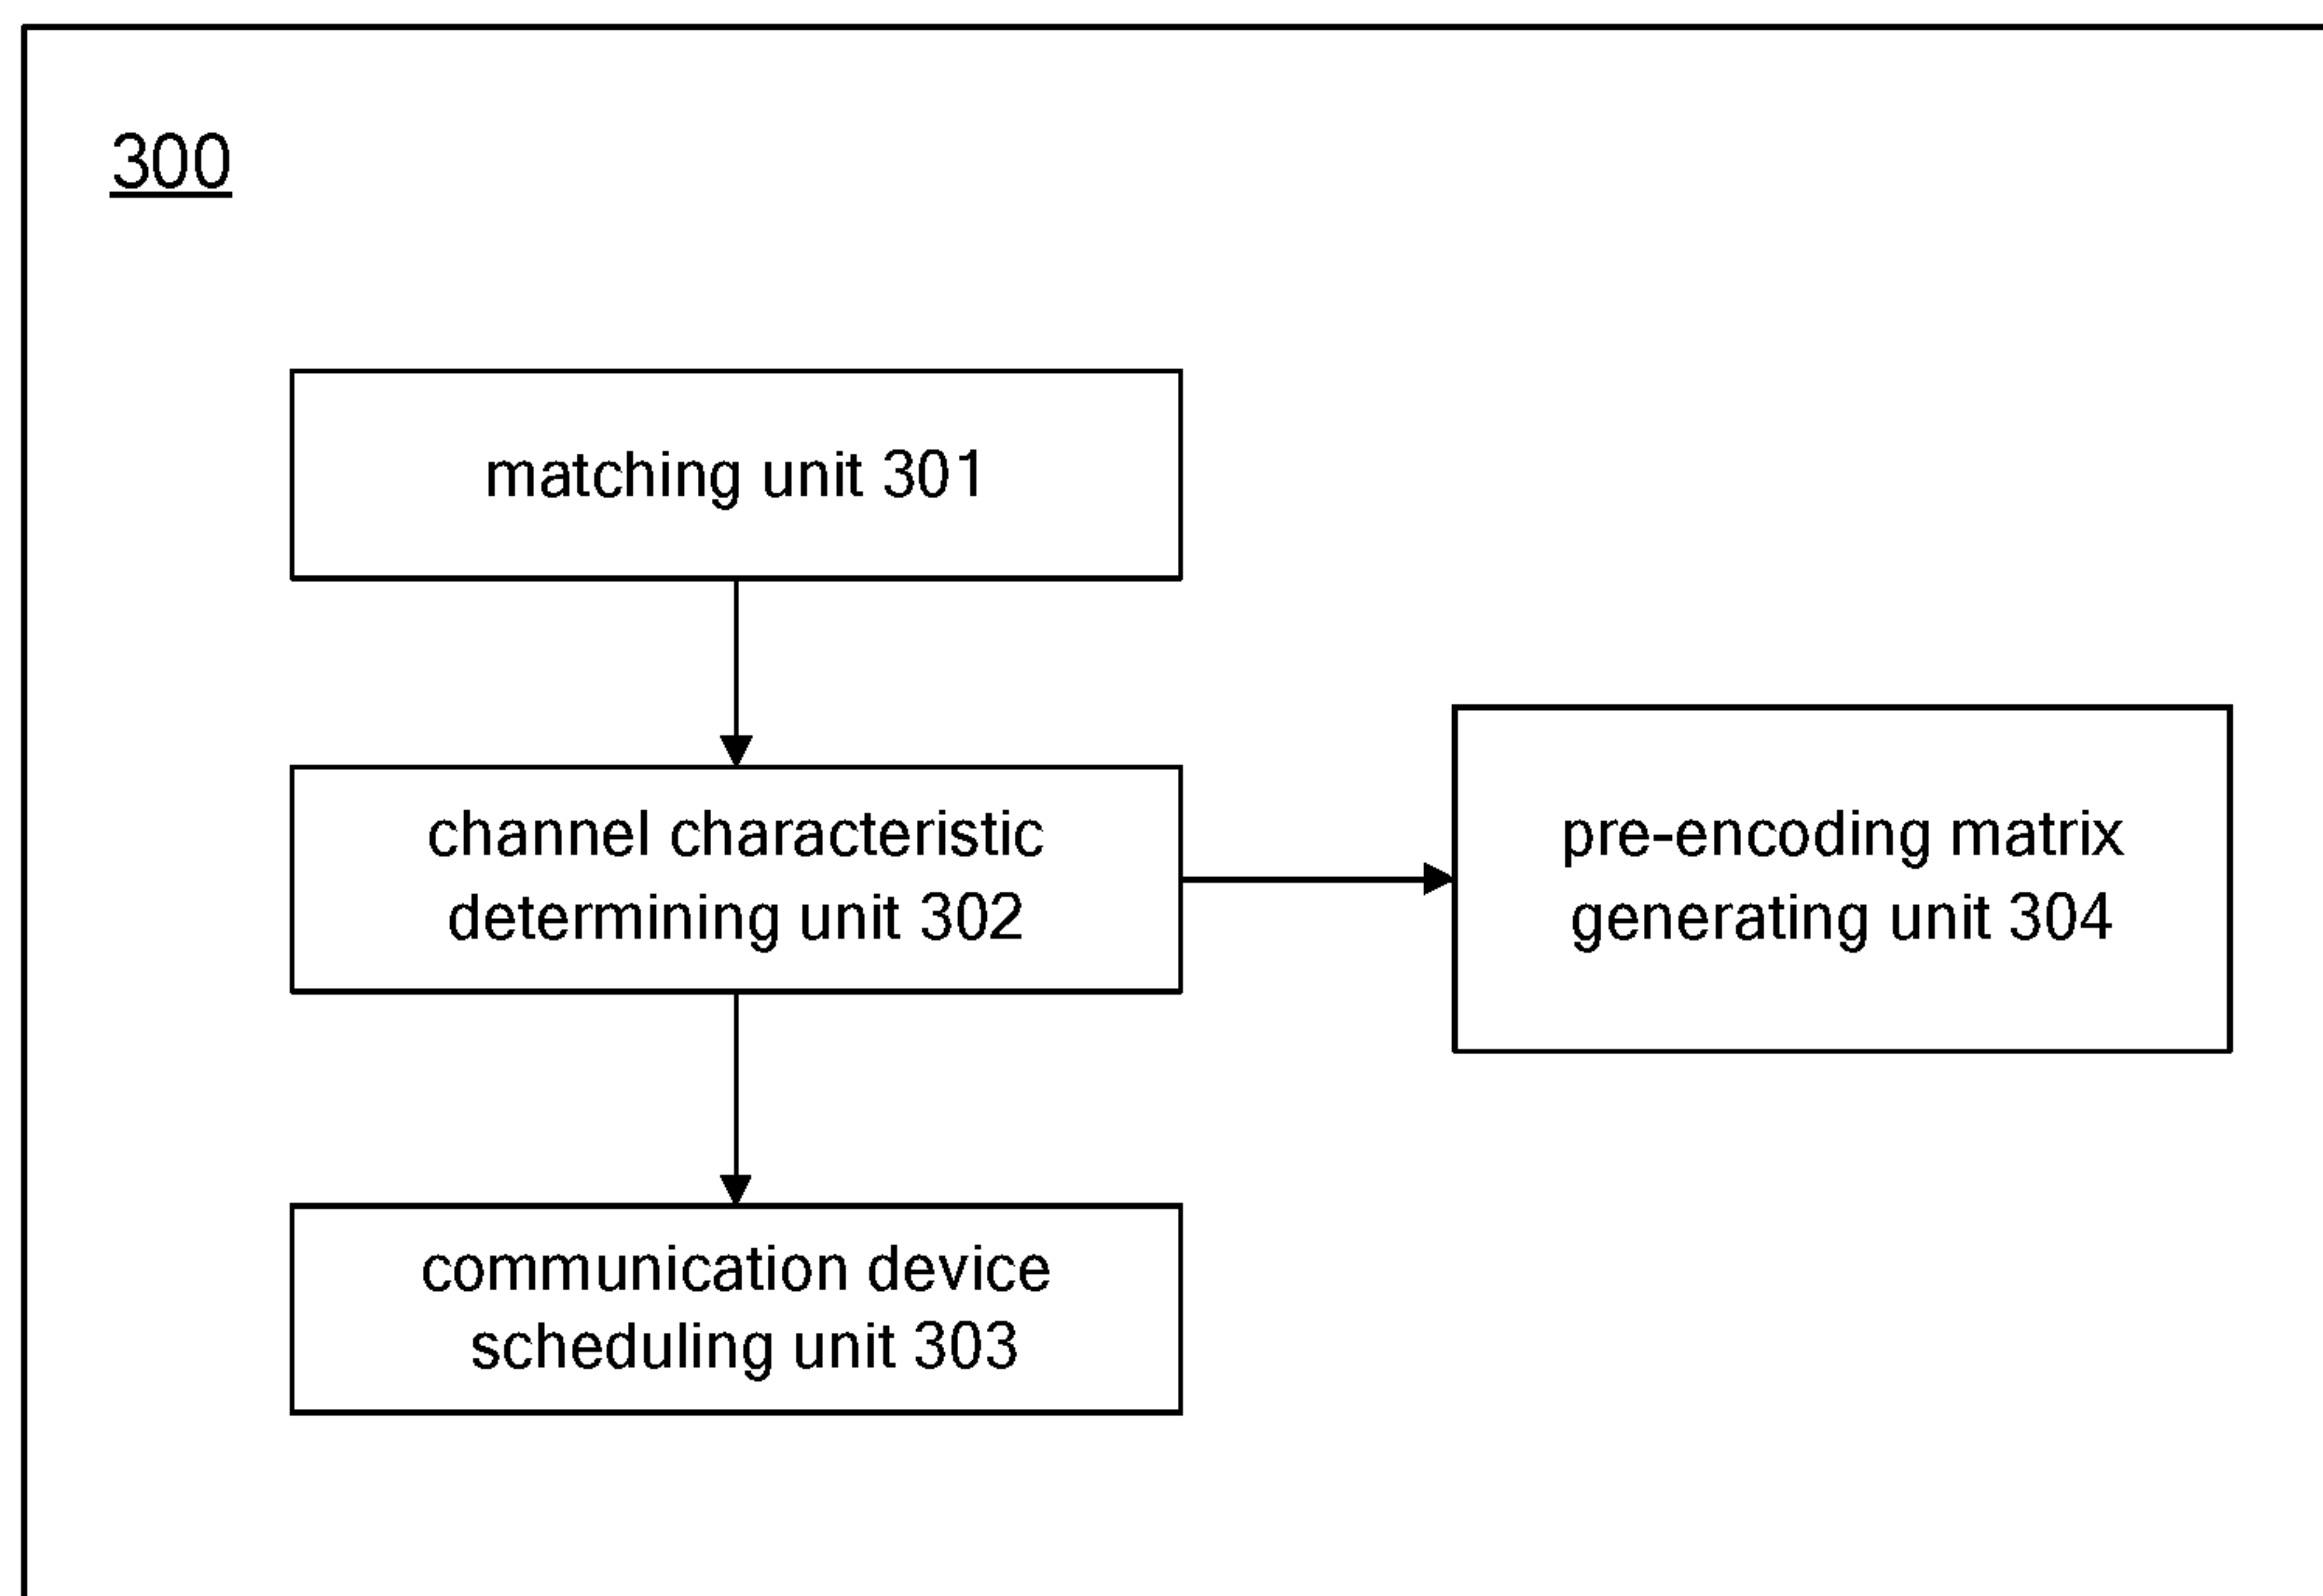 300
matching unit 301
channel characteristic
determining unit 302
pre-encoding matrix
generating unit 304
communication device
scheduling unit 303